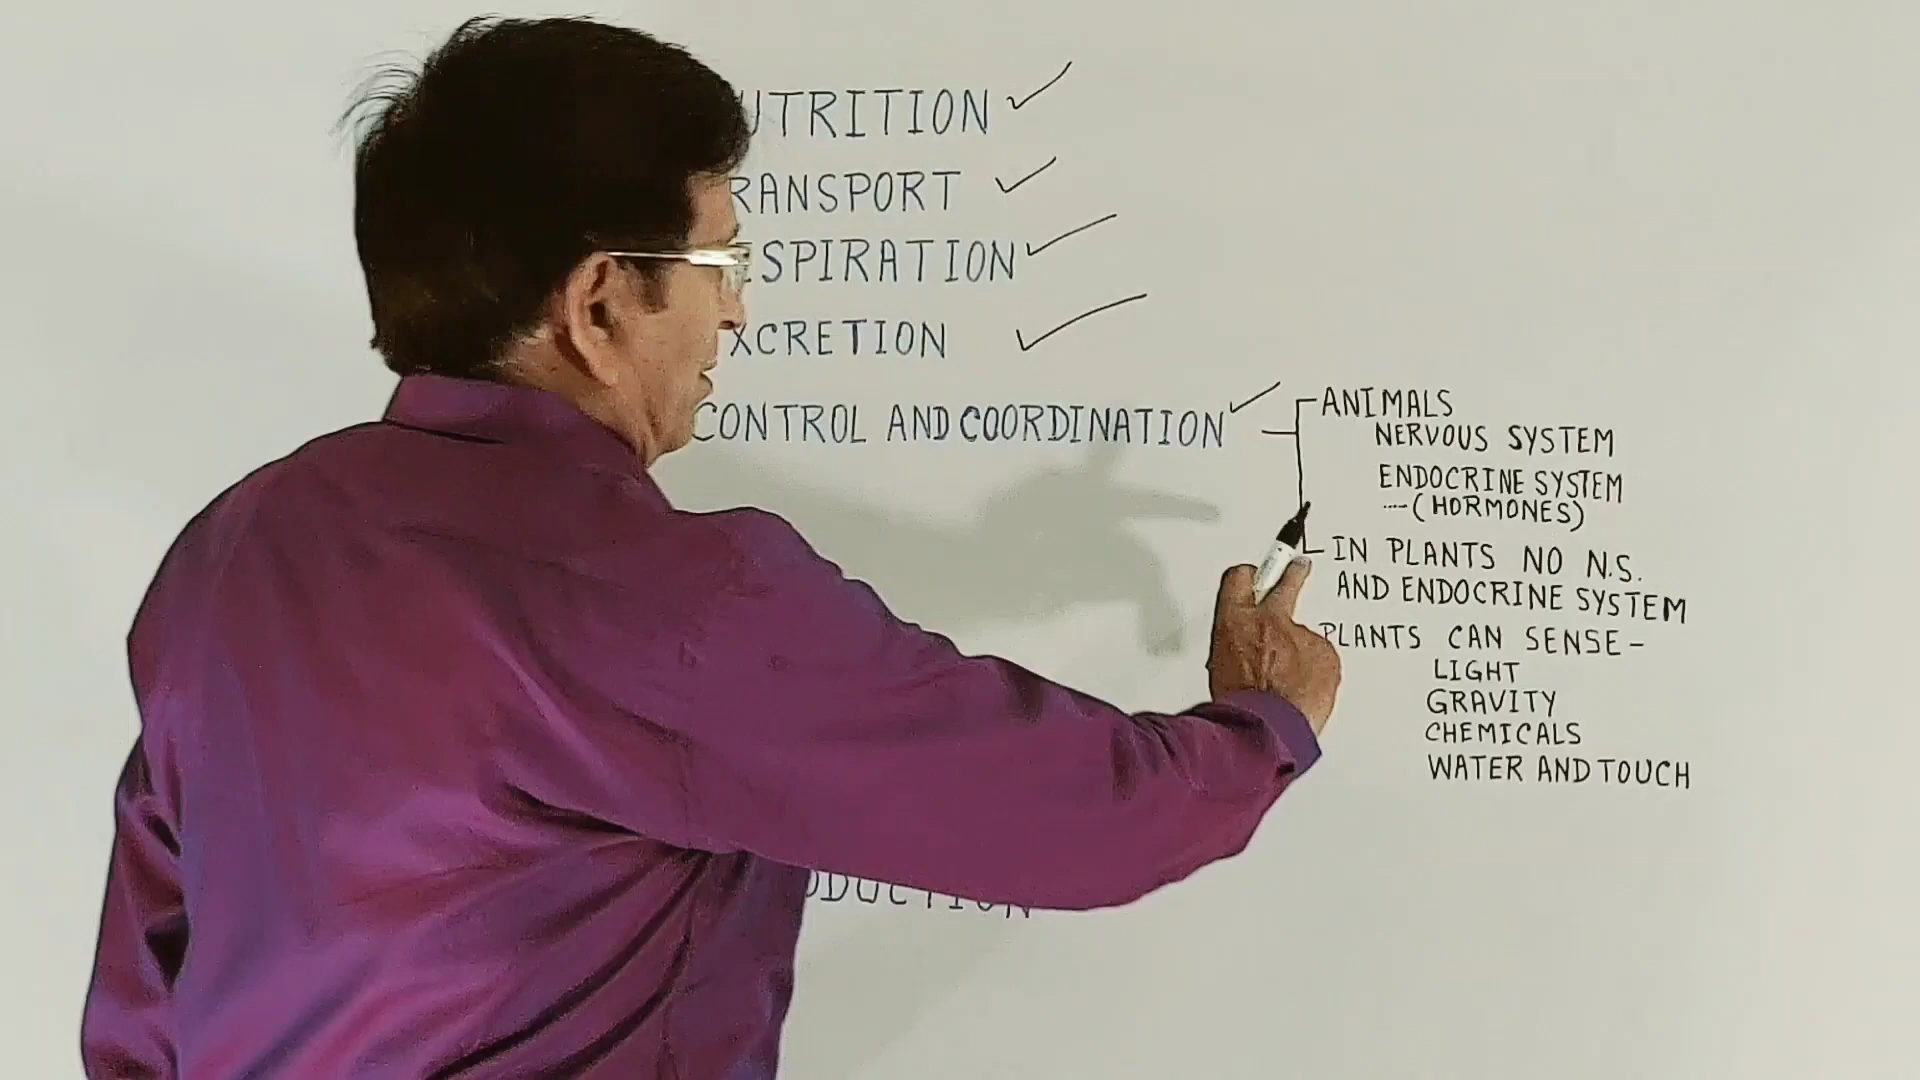 UTRITION
RANSPORT
ESPIRATION
XCRETION
CONTROL AND COORDINATION
ANIMALS
NERVOUS SYSTEM
ENDOCRINE SYSTEM
----(HORMONES)
IN PLANTS NO N.S.
AND ENDOCRINE SYSTEM
PLANTS CAN SENSE-
LIGHT
GRAVITY
CHEMICALS
WATER AND TOUCH
ODUCTION